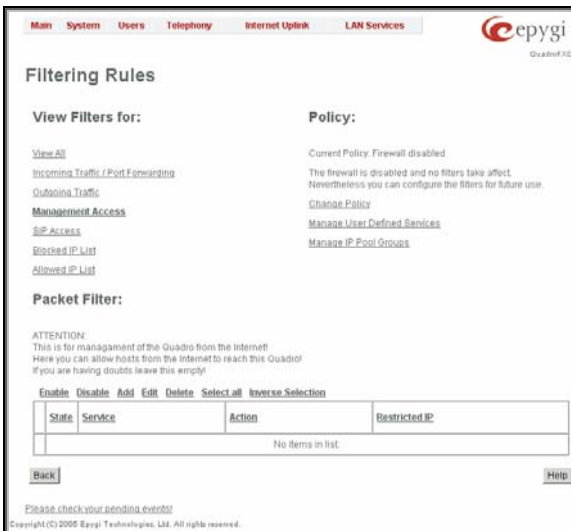 Main System Users Telephony Internet Uplink LAN Services
epygi
QuadroFXO
Filtering Rules
View Filters for:
View All
Incoming Traffic / Port Forwarding
Outgoing Traffic
Management Access
SIP Access
Blocked IP List
Allowed IP List
Policy:
Current Policy: Firewall disabled
The firewall is disabled and no filters take affect.
Nevertheless you can configure the filters for future use.
Change Policy
Manage User Defined Services
Manage IP Pool Groups
Packet Filter:
ATTENTION:
This is for managament of the Quadro from the Internet!
Here you can allow hosts from the Internet to reach this Quadro!
If you are having doubts leave this empty!
Enable Disable Add Edit Delete Select all Inverse Selection
State Service Action Restricted IP
No items in list.
Back Help
Please check your pending events!
Copyright (C) 2005 Epygi Technologies, Ltd. All rights reserved.